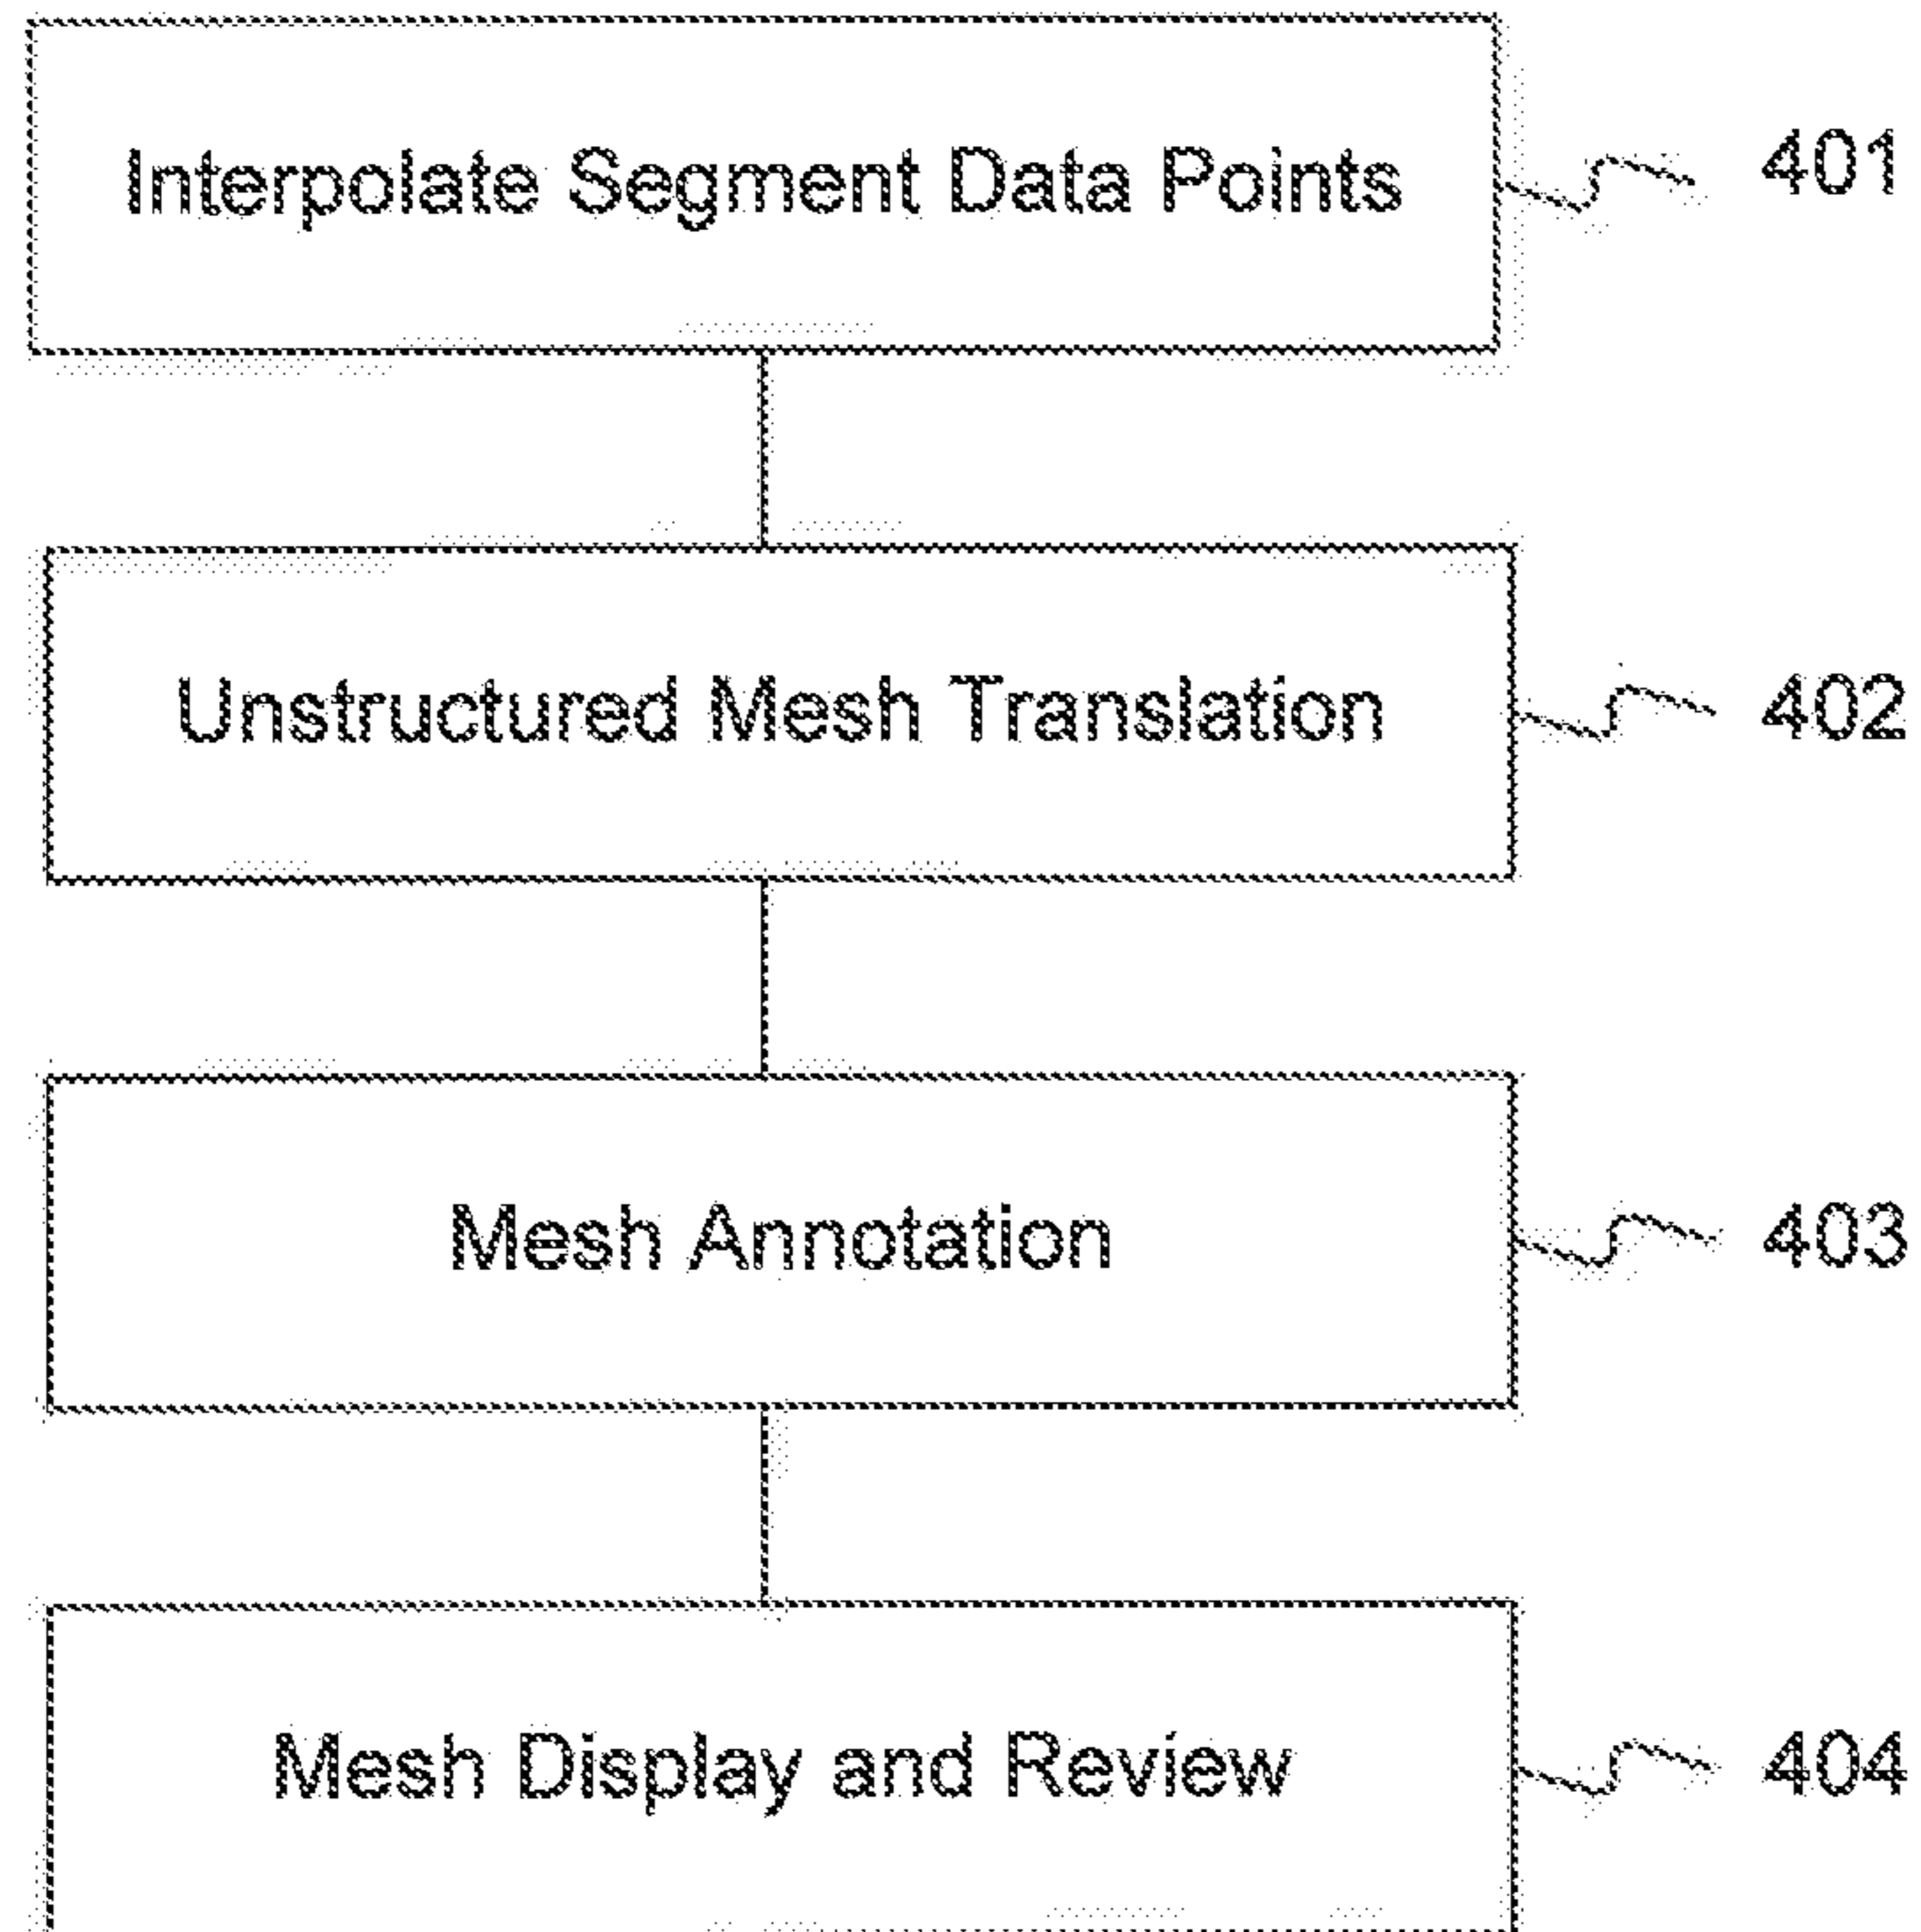 Interpolate Segment Data Points 401
Unstructured Mesh Translation 402
Mesh Annotation 403
Mesh Display and Review 404